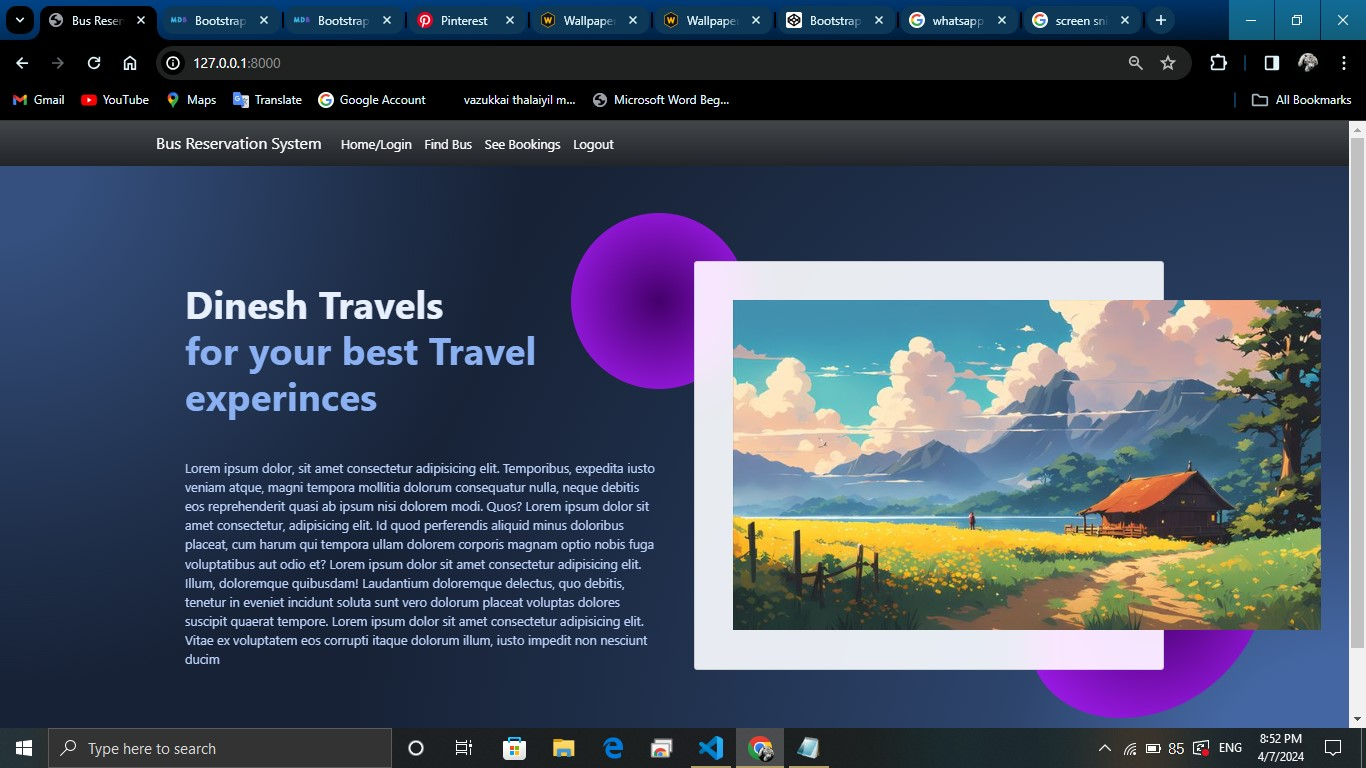 Bus Reser
Bootstrap
Bootstrap
Pinterest
Wallpaper
Wallpaper
Bootstrap
whatsapp
screen sni
127.0.0.1:8000
Gmail
YouTube
Maps
Translate
Google Account
vazukkai thalaiyil m...
Microsoft Word Beg...
All Bookmarks
Bus Reservation System
Home/Login
Find Bus
See Bookings
Logout
Dinesh Travels
for your best Travel
experinces
Lorem ipsum dolor, sit amet consectetur adipisicing elit. Temporibus, expedita iusto
veniam atque, magni tempora mollitia dolorum consequatur nulla, neque debitis
eos reprehenderit quasi ab ipsum nisi dolorem modi. Quos? Lorem ipsum dolor sit
amet consectetur, adipisicing elit. Id quod perferendis aliquid minus doloribus
placeat, cum harum qui tempora ullam dolorem corporis magnam optio nobis fuga
voluptatibus aut odio et? Lorem ipsum dolor sit amet consectetur adipisicing elit.
Illum, doloremque quibusdam! Laudantium doloremque delectus, quo debitis,
tenetur in eveniet incidunt soluta sunt vero dolorum placeat voluptas dolores
suscipit quaerat tempore. Lorem ipsum dolor sit amet consectetur adipisicing elit.
Vitae ex voluptatem eos corrupti itaque dolorum illum, iusto impedit non nesciunt
ducim
Type here to search
85
ENG
8:52 PM
4/7/2024